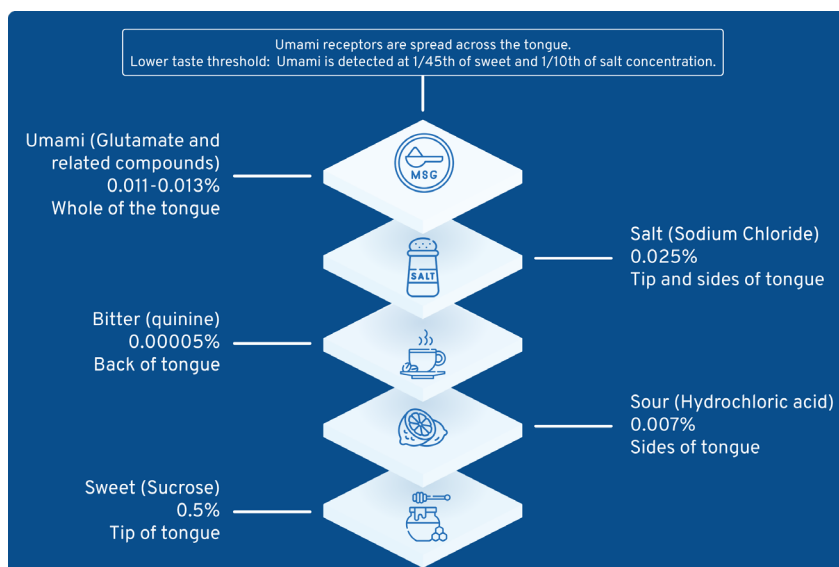 Umami receptors are spread across the tongue.
Lower taste threshold: Umami is detected at 1/45th of sweet and 1/10th of salt concentration.
Umami (Glutamate and
related compounds)
0.011-0.013%
Whole of the tongue
MSG
Salt (Sodium Chloride)
0.025%
Tip and sides of tongue
SALT
Bitter (quinine)
0.00005%
Back of tongue
Sour (Hydrochloric acid)
0.007%
Sides of tongue
Sweet (Sucrose)
0.5%
Tip of tongue